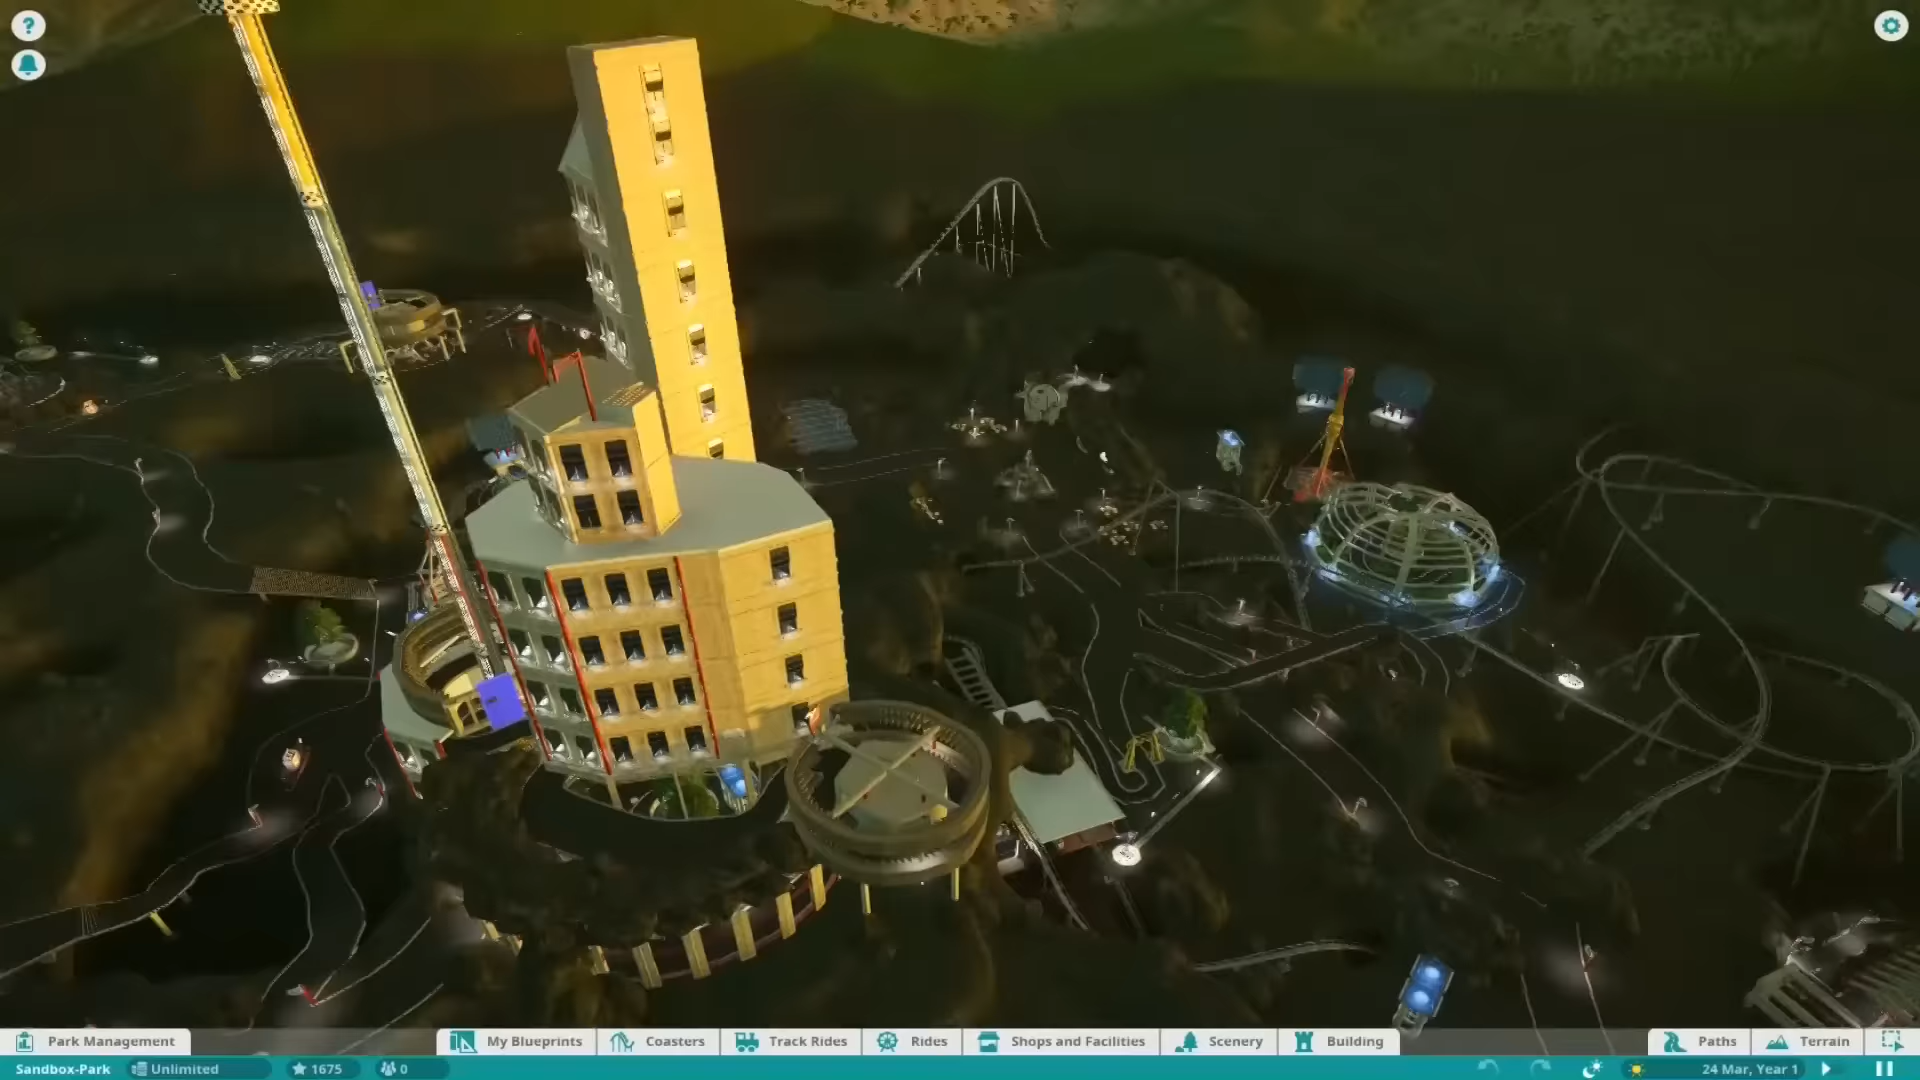 ?
Park Management
My Blueprints
Coasters
Track Rides
Rides
Shops and Facilities
Scenery
Building
Paths
Terrain
Sandbox-Park
Unlimited
1675
0
24 Mar, Year 1